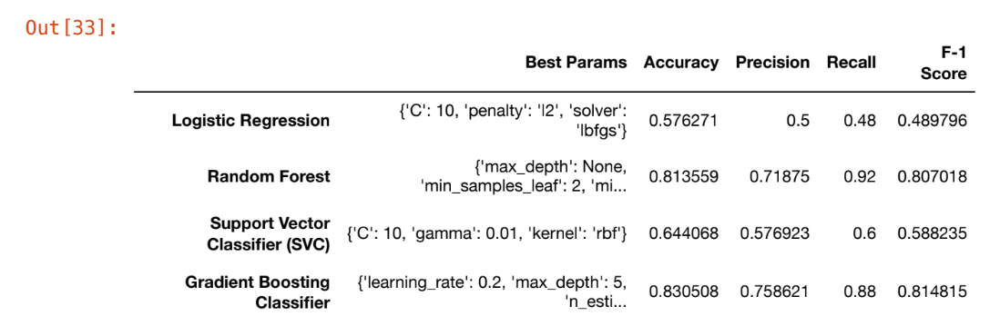 Out[33]:
Best Params Accuracy Precision Recall F-1 Score
Logistic Regression {'C': 10, 'penalty': 'l2', 'solver': 'lbfgs'} 0.576271 0.5 0.48 0.489796
Random Forest {'max_depth': None, 'min_samples_leaf': 2, 'mi... 0.813559 0.71875 0.92 0.807018
Support Vector Classifier (SVC) {'C': 10, 'gamma': 0.01, 'kernel': 'rbf'} 0.644068 0.576923 0.6 0.588235
Gradient Boosting Classifier {'learning_rate': 0.2, 'max_depth': 5, 'n_esti... 0.830508 0.758621 0.88 0.814815